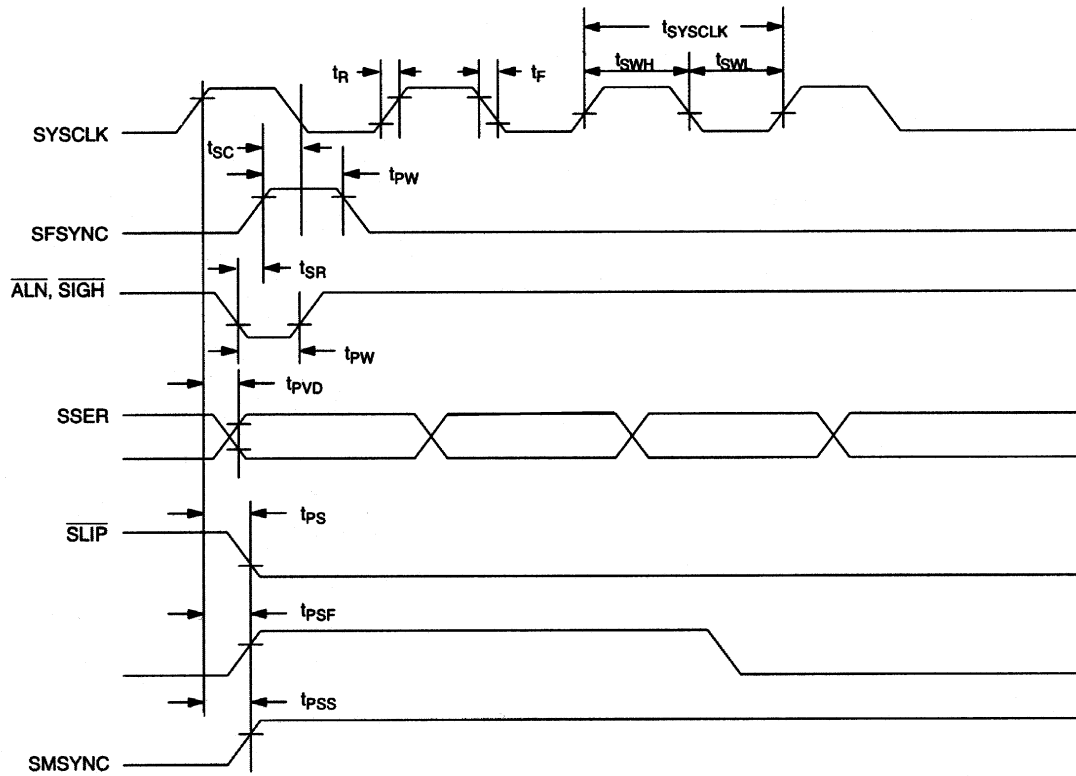 tSYSCLK
tR
tF
tSWH
tSWL
SYSCLK
tSC
tPW
SFSYNC
tSR
ALN, SIGH
tPW
tPVD
SSER
tPS
SLIP
tPSF
tPSS
SMSYNC